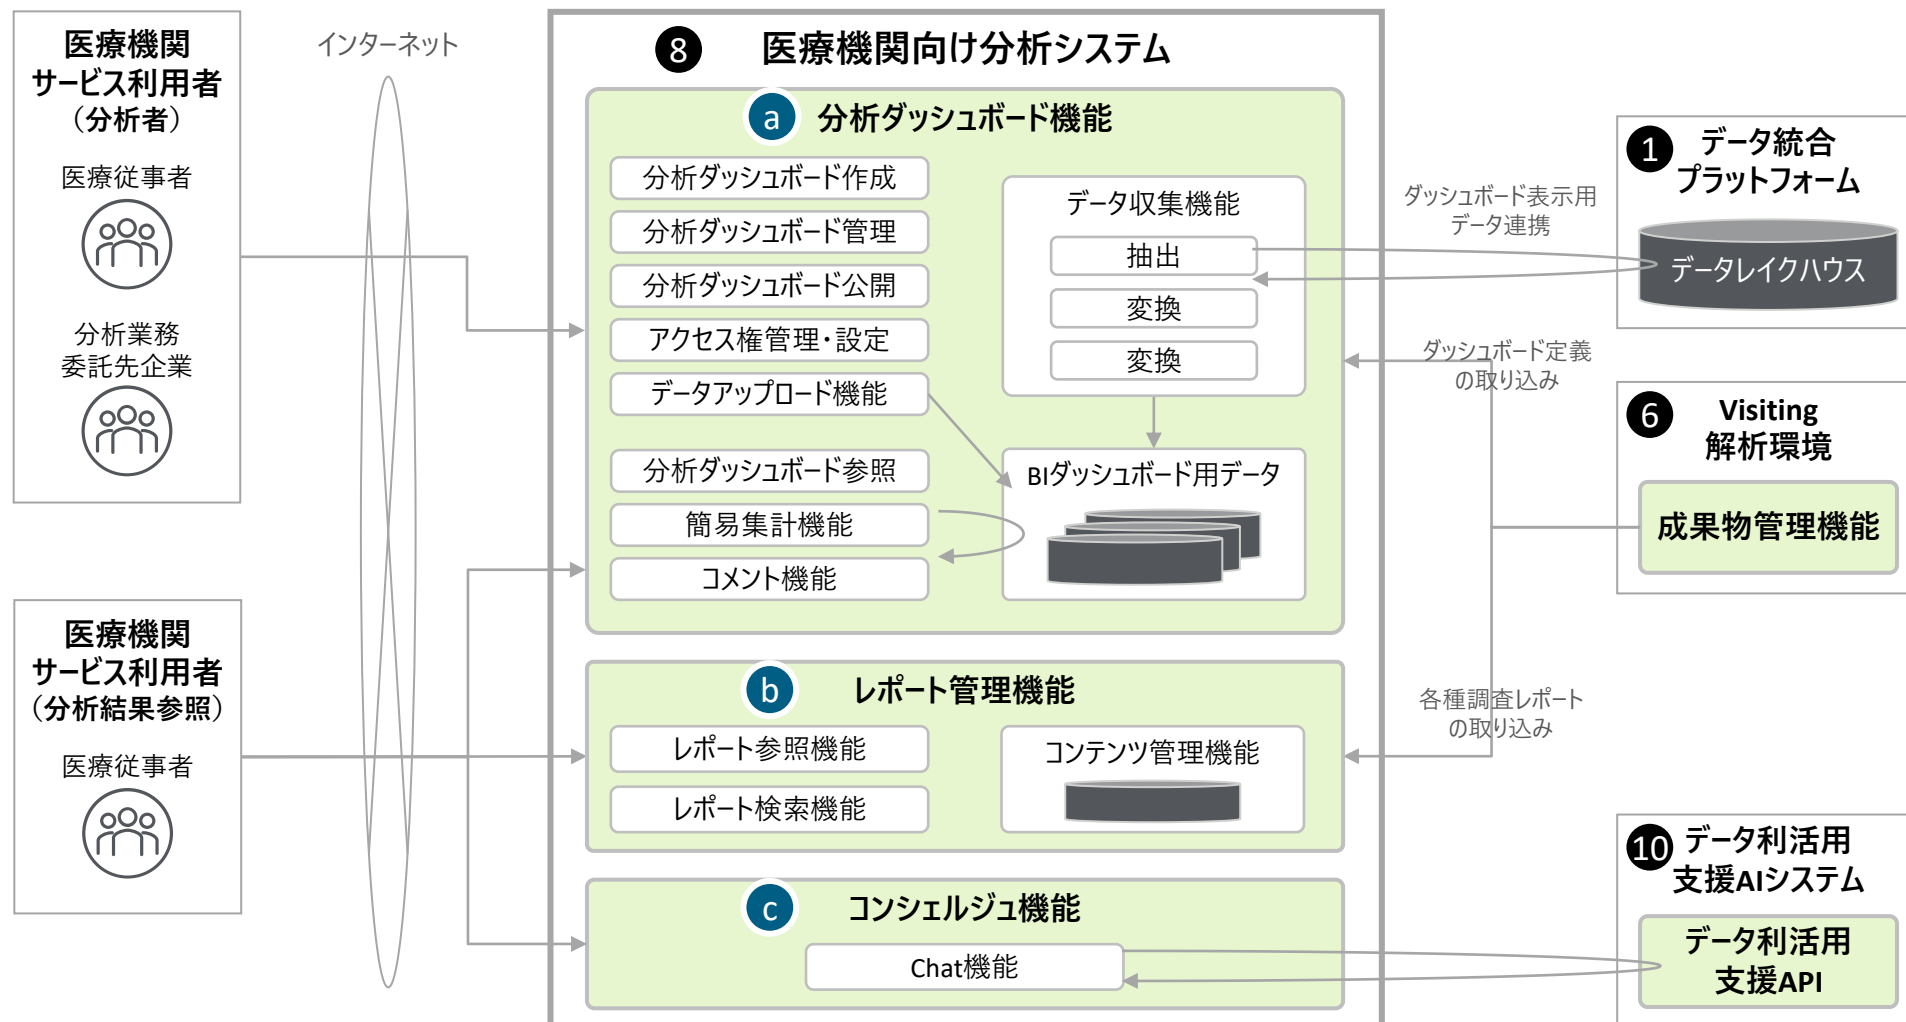 医療機関
サービス利用者
（分析者）
医療従事者
分析業務
委託先企業
医療機関
サービス利用者
（分析結果参照）
医療従事者
インターネット
8 医療機関向け分析システム
a 分析ダッシュボード機能
分析ダッシュボード作成
分析ダッシュボード管理
分析ダッシュボード公開
アクセス権管理・設定
データアップロード機能
分析ダッシュボード参照
簡易集計機能
コメント機能
データ収集機能
抽出
変換
変換
BIダッシュボード用データ
b レポート管理機能
レポート参照機能
レポート検索機能
コンテンツ管理機能
c コンシェルジュ機能
Chat機能
ダッシュボード表示用
データ連携
ダッシュボード定義
の取り込み
各種調査レポート
の取り込み
1 データ統合
プラットフォーム
データレイクハウス
6 Visiting
解析環境
成果物管理機能
10 データ利活用
支援AIシステム
データ利活用
支援API